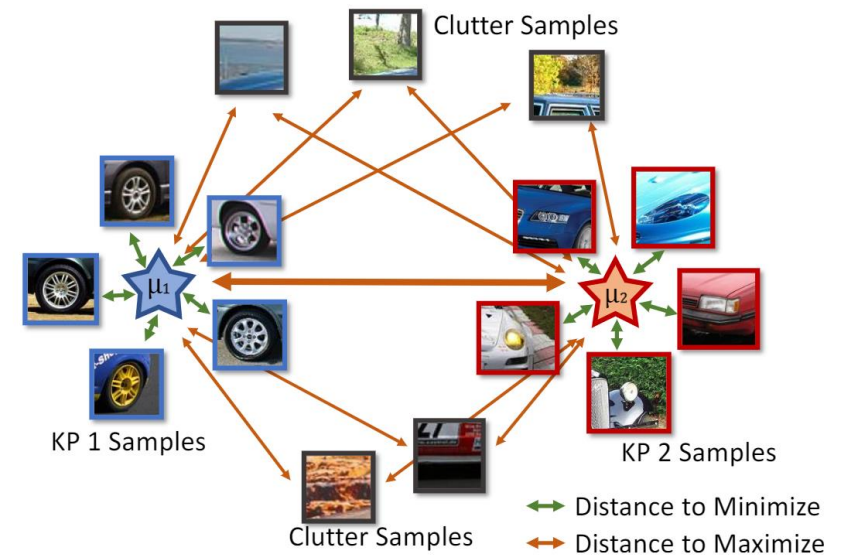 Clutter Samples
μ1
μ2
KP 1 Samples
KP 2 Samples
Clutter Samples
Distance to Minimize
Distance to Maximize